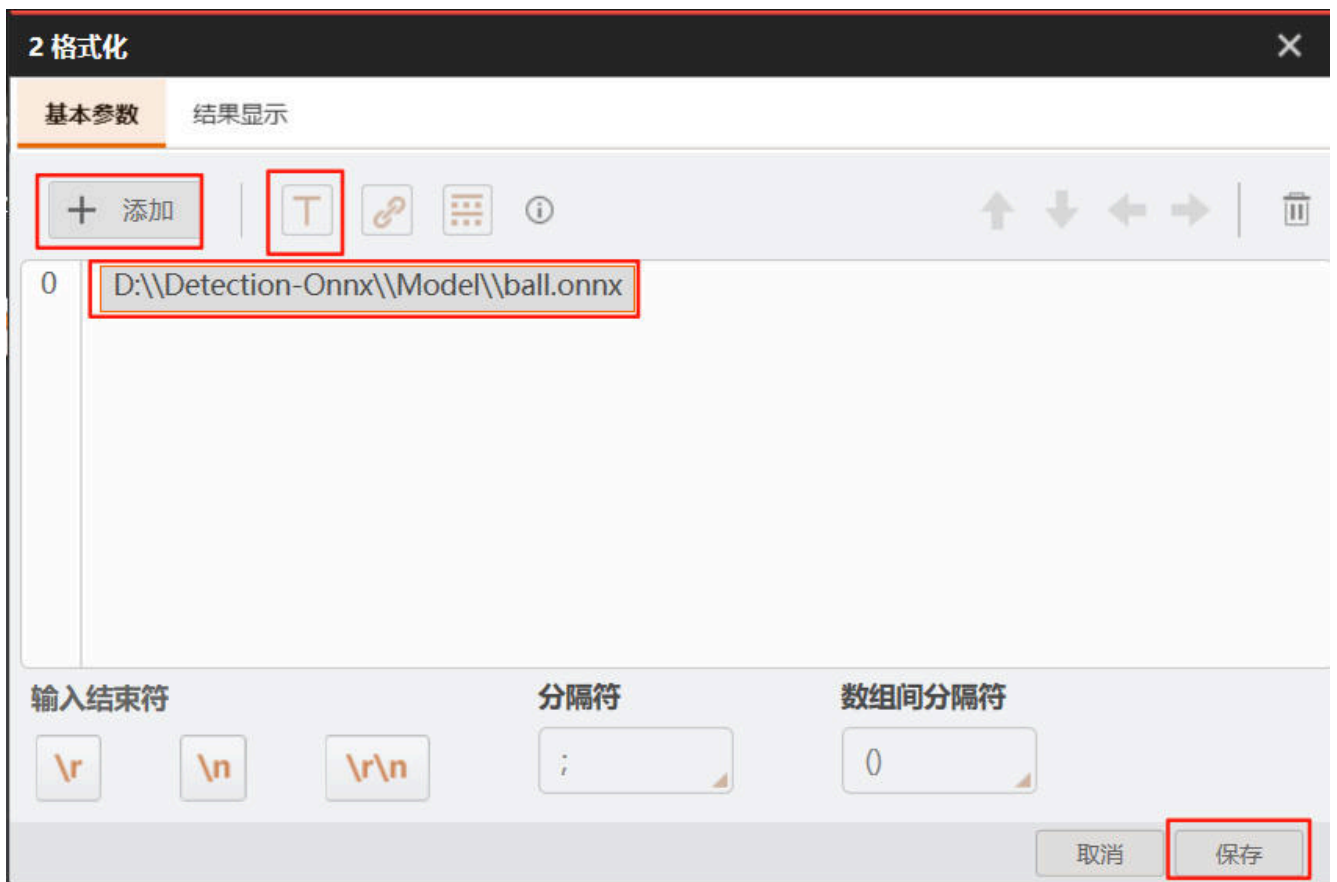 2 格式化
基本参数 结果显示
添加
0 D:\\Detection-Onnx\\Model\\ball.onnx
输入结束符 分隔符 数组间分隔符
\r \n \r\n ; ()
取消 保存